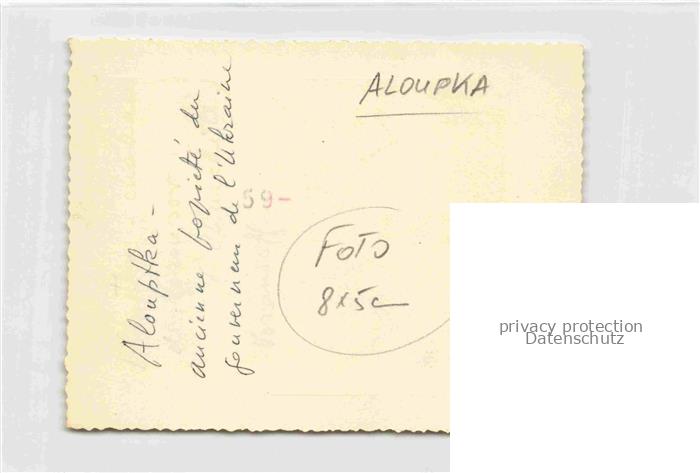 ALOUPKA
Aloupka -
ancienne propriété du
gouverneur de l'Ukraine
59-
FOTO
8x5c
privacy protection
Datenschutz